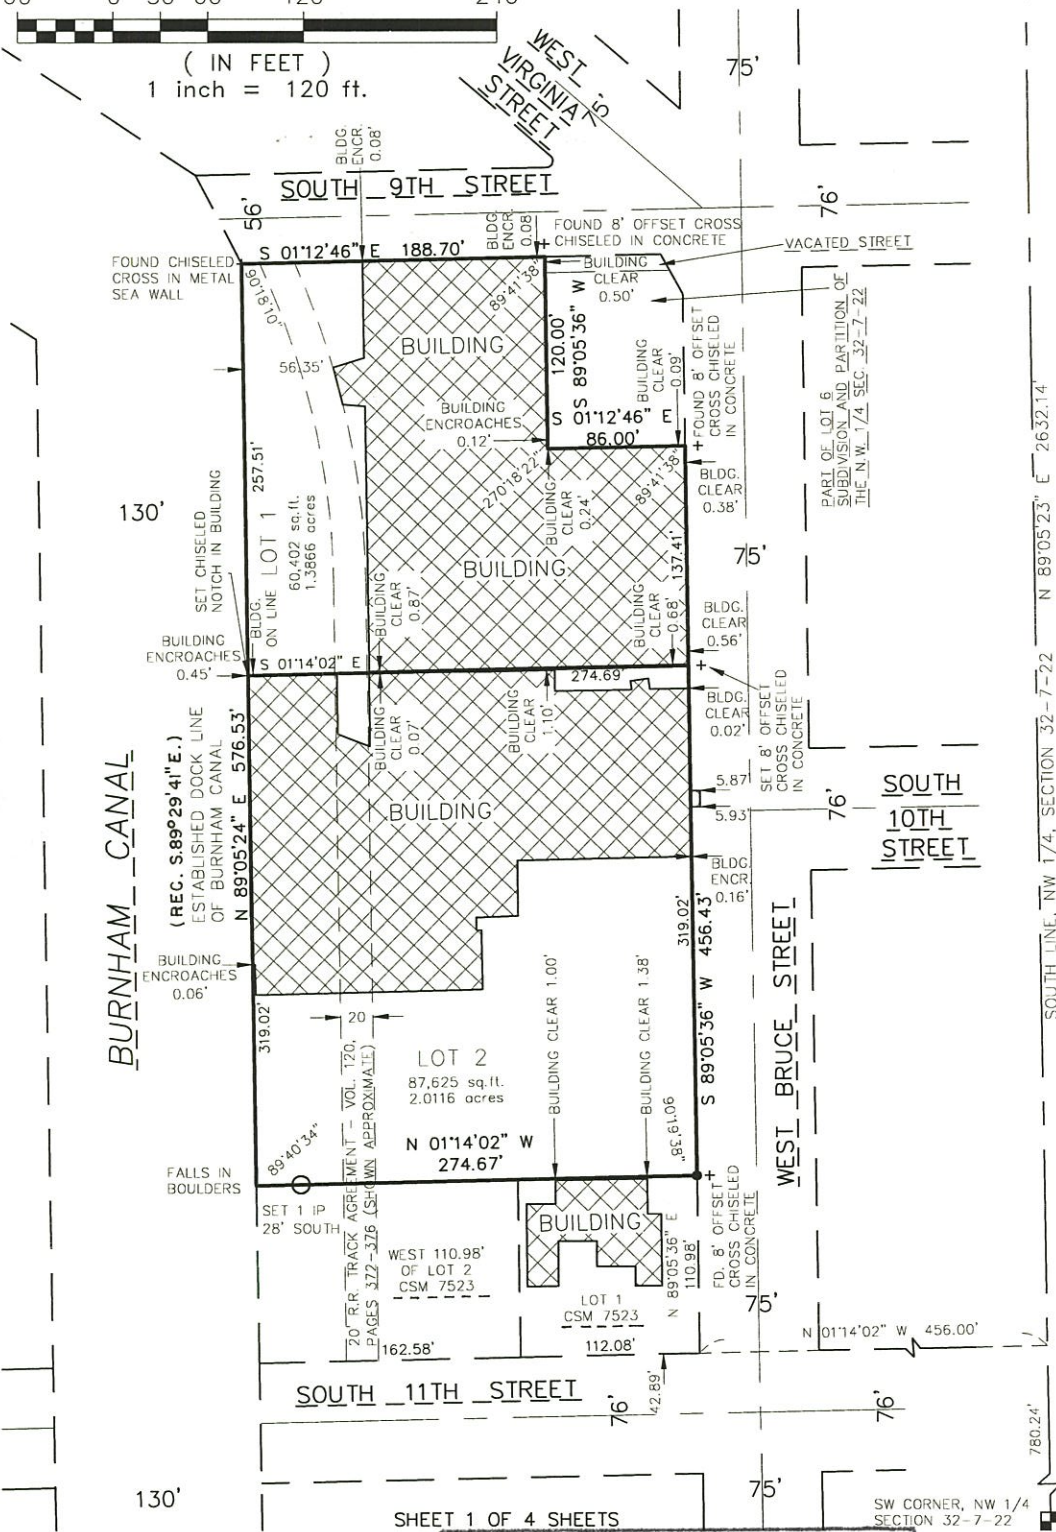 ( IN FEET )
1 inch = 120 ft.
WEST
VIRGINIA
STREET
75'
75'
76'
56'
BLDG.
ENCR.
0.08'
SOUTH 9TH STREET
BLDG.
ENCR.
0.08'
FOUND 8' OFFSET CROSS
CHISELED IN CONCRETE
VACATED STREET
FOUND CHISELED
CROSS IN METAL
SEA WALL
S 01°12'46" E 188.70'
90°18'10"
89°41'38"
BUILDING
CLEAR
0.50'
120.00'
S 89°05'36" W
BUILDING
56.35'
BUILDING
ENCROACHES
0.12'
S 01°12'46" E
86.00'
BUILDING
CLEAR
0.09'
FOUND 8' OFFSET
CROSS CHISELED
IN CONCRETE
PART OF LOT 6
SUBDIVISION AND PARTITION OF
THE N.W. 1/4 SEC. 32-7-22
270°18'22"
89°41'38"
BLDG.
CLEAR
0.38'
BUILDING
CLEAR
0.24'
130'
257.51'
LOT 1
60,402 sq.ft.
1.3866 acres
SET CHISELED
NOTCH IN BUILDING
BLDG.
ON LINE
BUILDING
137.41'
75'
BUILDING
CLEAR
0.87'
BUILDING
CLEAR
0.68'
BLDG.
CLEAR
0.56'
BUILDING
ENCROACHES
0.45'
S 01°14'02" E
274.69'
BUILDING
CLEAR
0.07'
BUILDING
CLEAR
1.10'
BLDG.
CLEAR
0.02'
SET 8' OFFSET
CROSS CHISELED
IN CONCRETE
BURNHAM CANAL
(REC. S.89°29'41"E.)
ESTABLISHED DOCK LINE
OF BURNHAM CANAL
N 89°05'24" E 576.53'
BUILDING
5.87'
5.93'
76'
SOUTH
10TH
STREET
BLDG.
ENCR.
0.16'
BUILDING
ENCROACHES
0.06'
319.02'
319.02'
S 89°05'36" W 456.43'
WEST BRUCE STREET
20
LOT 2
87,625 sq.ft.
2.0116 acres
BUILDING CLEAR 1.00'
BUILDING CLEAR 1.38'
N 01°14'02" W
274.67'
89°40'34"
90°19'38"
FALLS IN
BOULDERS
SET 1 IP
28' SOUTH
20' R.R. TRACK AGREEMENT - VOL. 120,
PAGES 372-376 (SHOWN APPROXIMATE)
WEST 110.98'
OF LOT 2
CSM 7523
BUILDING
LOT 1
CSM 7523
N 89°05'36" E
110.98'
FD. 8' OFFSET
CROSS CHISELED
IN CONCRETE
75'
162.58'
112.08'
N 01°14'02" W 456.00'
SOUTH 11TH STREET
76'
42.89'
76'
130'
75'
SOUTH LINE, NW 1/4, SECTION 32-7-22 N 89°05'23" E 2632.14'
780.24'
SW CORNER, NW 1/4
SECTION 32-7-22
SHEET 1 OF 4 SHEETS